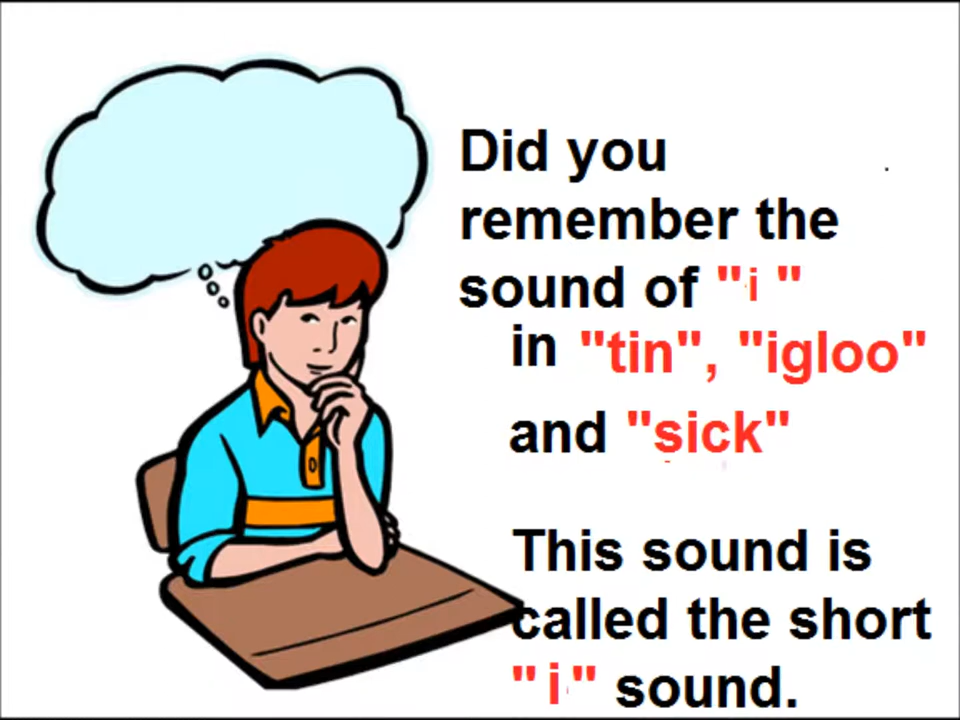 Did you
remember the
sound of "i "
in "tin", "igloo"
and "sick"
This sound is
called the short
"i" sound.